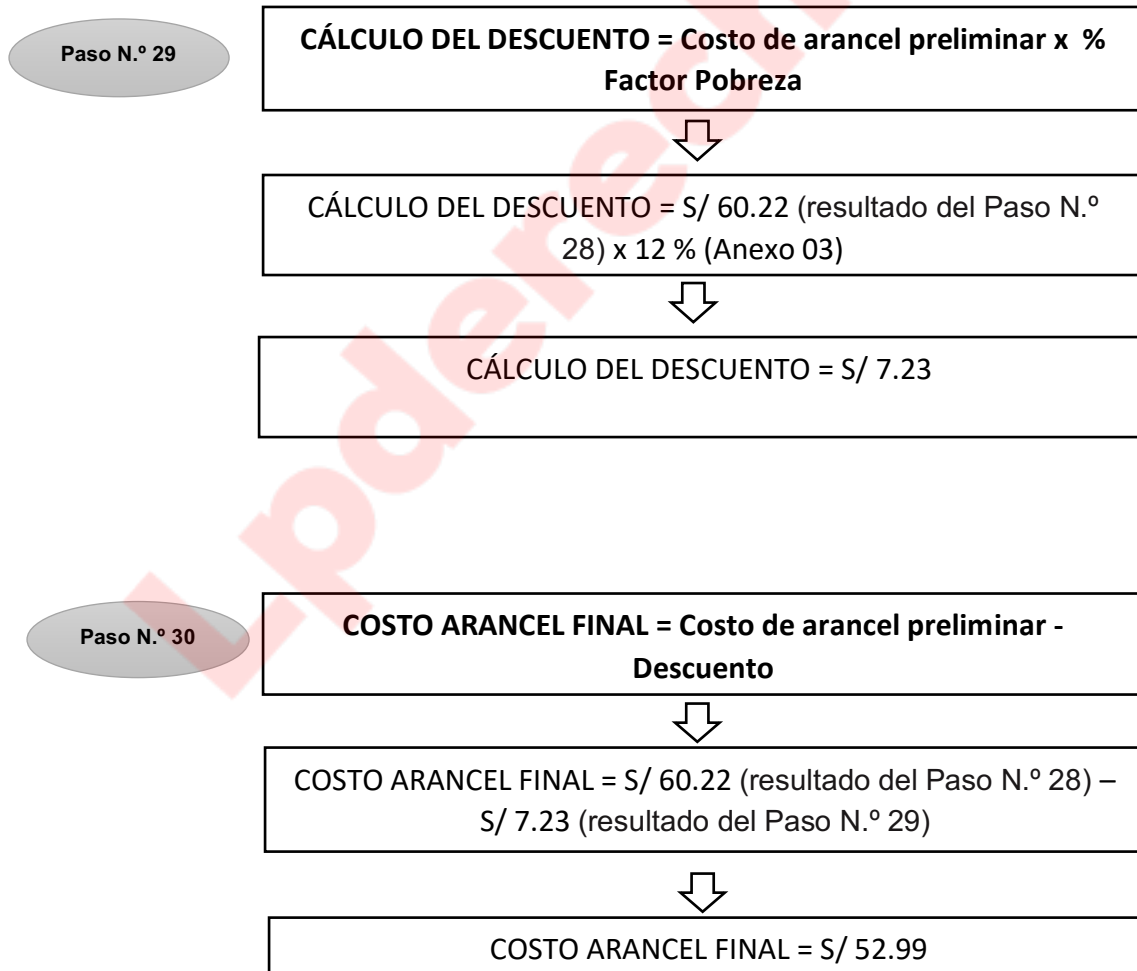 Paso N.º 29
CÁLCULO DEL DESCUENTO = Costo de arancel preliminar x %
Factor Pobreza
CÁLCULO DEL DESCUENTO = S/ 60.22 (resultado del Paso N.º
28) x 12 % (Anexo 03)
CÁLCULO DEL DESCUENTO = S/ 7.23
Paso N.º 30
COSTO ARANCEL FINAL = Costo de arancel preliminar -
Descuento
COSTO ARANCEL FINAL = S/ 60.22 (resultado del Paso N.º 28) –
S/ 7.23 (resultado del Paso N.º 29)
COSTO ARANCEL FINAL = S/ 52.99
Lpderech